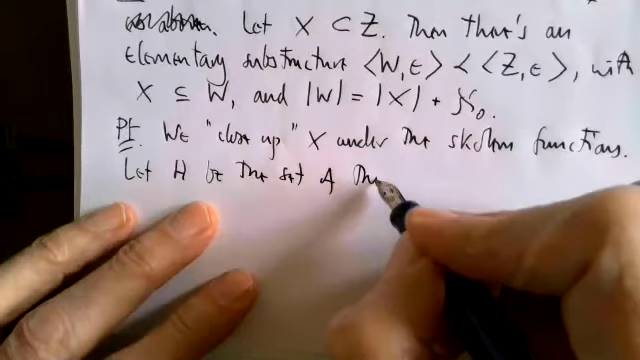 Let X ⊂ Z. Then there's an
elementary substructure ⟨W,∈⟩ ≺ ⟨Z,∈⟩, with
X ⊆ W, and |W| = |X| + ℵ₀.
Pf. We "close up" X under the skolem functions.
Let H be the set of the